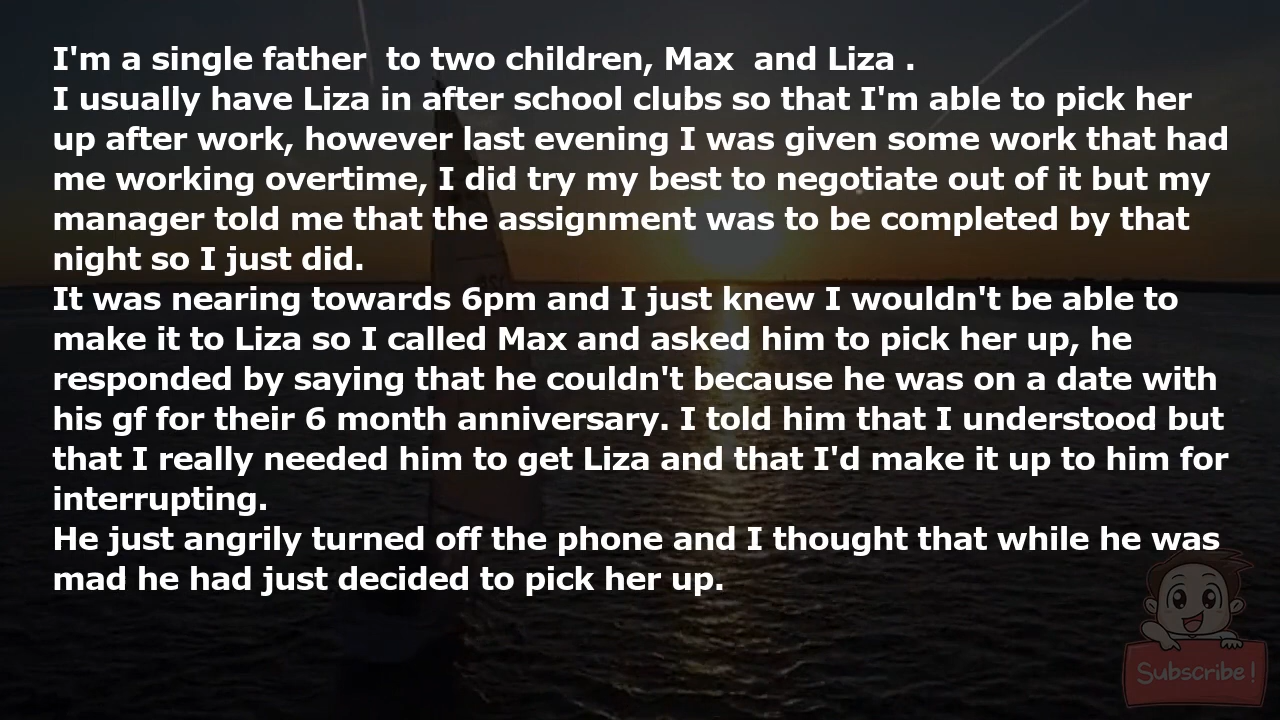 I'm a single father  to two children, Max  and Liza .
I usually have Liza in after school clubs so that I'm able to pick her
up after work, however last evening I was given some work that had
me working overtime, I did try my best to negotiate out of it but my
manager told me that the assignment was to be completed by that
night so I just did.
It was nearing towards 6pm and I just knew I wouldn't be able to
make it to Liza so I called Max and asked him to pick her up, he
responded by saying that he couldn't because he was on a date with
his gf for their 6 month anniversary. I told him that I understood but
that I really needed him to get Liza and that I'd make it up to him for
interrupting.
He just angrily turned off the phone and I thought that while he was
mad he had just decided to pick her up.
Subscribe!